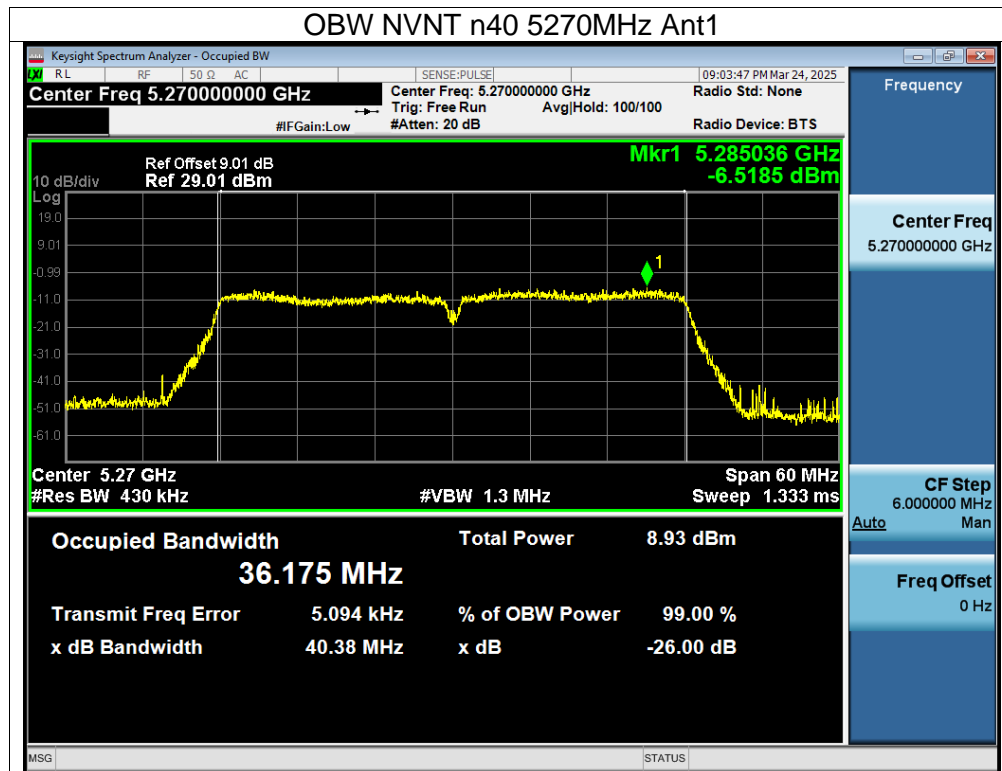 OBW NVNT n40 5270MHz Ant1
Keysight Spectrum Analyzer - Occupied BW
LXI RL RF 50 Ω AC SENSE:PULSE 09:03:47 PM Mar 24, 2025
Center Freq 5.270000000 GHz Center Freq: 5.270000000 GHz Radio Std: None
Trig: Free Run Avg|Hold: 100/100
#IFGain:Low #Atten: 20 dB Radio Device: BTS
Ref Offset 9.01 dB Mkr1 5.285036 GHz
10 dB/div Ref 29.01 dBm -6.5185 dBm
Log
19.0
9.01
-0.99
1
-11.0
-21.0
-31.0
-41.0
-51.0
-61.0
Center 5.27 GHz Span 60 MHz
#Res BW 430 kHz #VBW 1.3 MHz Sweep 1.333 ms
Occupied Bandwidth Total Power 8.93 dBm
36.175 MHz
Transmit Freq Error 5.094 kHz % of OBW Power 99.00 %
x dB Bandwidth 40.38 MHz x dB -26.00 dB
Frequency
Center Freq
5.270000000 GHz
CF Step
6.000000 MHz
Auto Man
Freq Offset
0 Hz
MSG STATUS